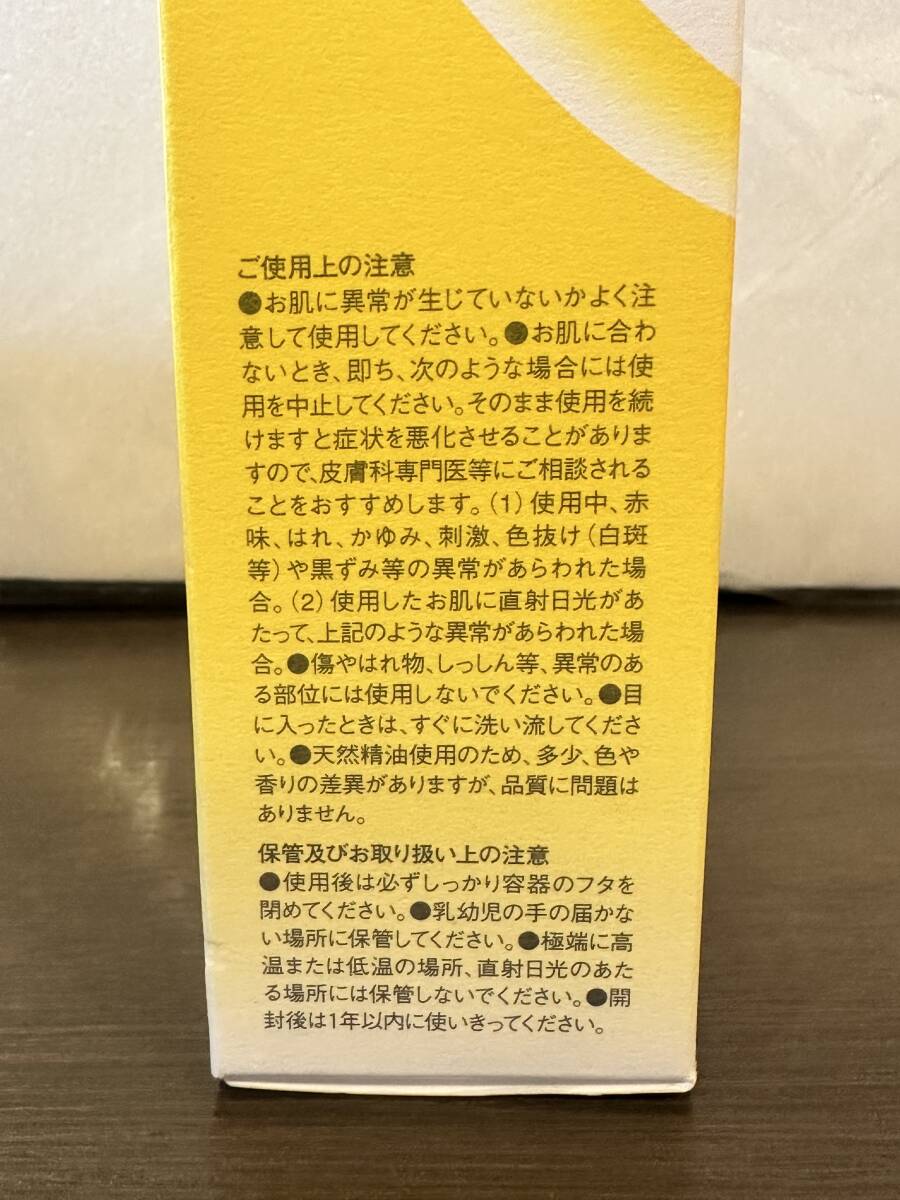 ご使用上の注意
●お肌に異常が生じていないかよく注
意して使用してください。●お肌に合わ
ないとき、即ち、次のような場合には使
用を中止してください。そのまま使用を続
けますと症状を悪化させることがありま
すので、皮膚科専門医等にご相談される
ことをおすすめします。(1)使用中、赤
味、はれ、かゆみ、刺激、色抜け(白斑
等)や黒ずみ等の異常があらわれた場
合。(2)使用したお肌に直射日光があ
たって、上記のような異常があらわれた場
合。●傷やはれ物、しっしん等、異常のあ
る部位には使用しないでください。●目
に入ったときは、すぐに洗い流してくださ
い。●天然精油使用のため、多少、色や
香りの差異がありますが、品質に問題は
ありません。
保管及びお取り扱い上の注意
●使用後は必ずしっかり容器のフタを
閉めてください。●乳幼児の手の届かな
い場所に保管してください。●極端に高
温または低温の場所、直射日光のあた
る場所には保管しないでください。●開
封後は1年以内に使いきってください。